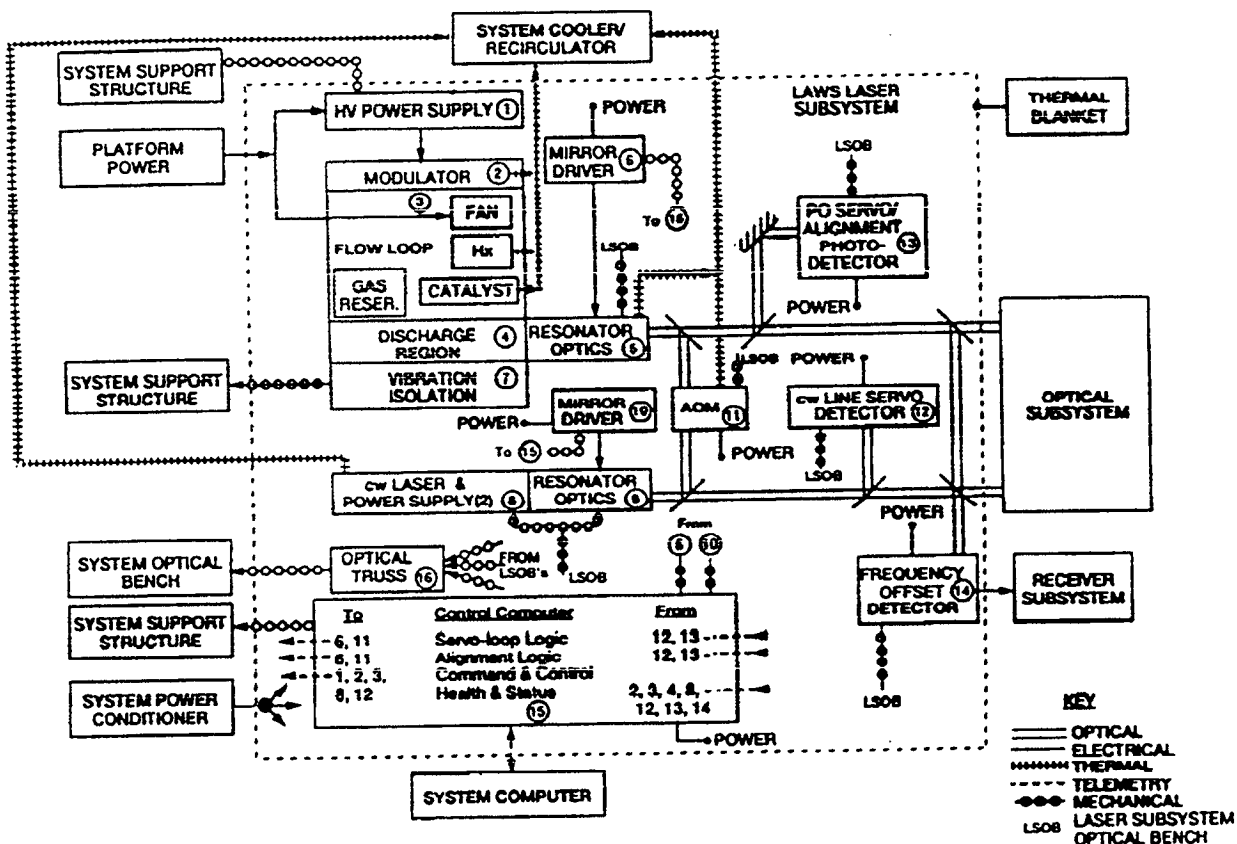 SYSTEM COOLER/
RECIRCULATOR
SYSTEM SUPPORT
STRUCTURE
HV POWER SUPPLY 1
POWER
LAWS LASER
SUBSYSTEM
THERMAL
BLANKET
PLATFORM
POWER
MIRROR
DRIVER
To 16
LSOB
MODULATOR 2
3
FAN
FLOW LOOP
Hx
GAS
RESER.
CATALYST
LSOB
PO SERVO/
ALIGNMENT
PHOTO-
DETECTOR
13
POWER
DISCHARGE
REGION
4
RESONATOR
OPTICS
5
SYSTEM SUPPORT
STRUCTURE
VIBRATION
ISOLATION
7
POWER
MIRROR
DRIVER
10
To 15
AOM
11
LSOB
POWER
POWER
cw LINE SERVO
DETECTOR 12
LSOB
OPTICAL
SUBSYSTEM
cw LASER &
POWER SUPPLY(2) 8
RESONATOR
OPTICS
LSOB
From
10
POWER
SYSTEM OPTICAL
BENCH
OPTICAL
TRUSS 16
FROM
LSOB's
FREQUENCY
OFFSET
DETECTOR
14
RECEIVER
SUBSYSTEM
LSOB
SYSTEM SUPPORT
STRUCTURE
To Control Computer From
6, 11 Servo-loop Logic 12, 13
6, 11 Alignment Logic 12, 13
1, 2, 3, Command & Control
8, 12 Health & Status 2, 3, 4, 8,
15 12, 13, 14
SYSTEM POWER
CONDITIONER
POWER
SYSTEM COMPUTER
KEY
OPTICAL
ELECTRICAL
THERMAL
TELEMETRY
MECHANICAL
LSOB LASER SUBSYSTEM
OPTICAL BENCH